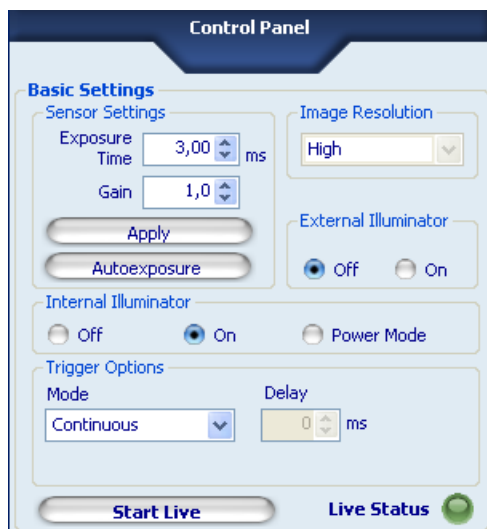 Control Panel
Basic Settings
Sensor Settings
Exposure Time 3,00 ms
Gain 1,0
Apply
Autoexposure
Image Resolution
High
External Illuminator
Off On
Internal Illuminator
Off On Power Mode
Trigger Options
Mode Delay
Continuous 0 ms
Start Live Live Status